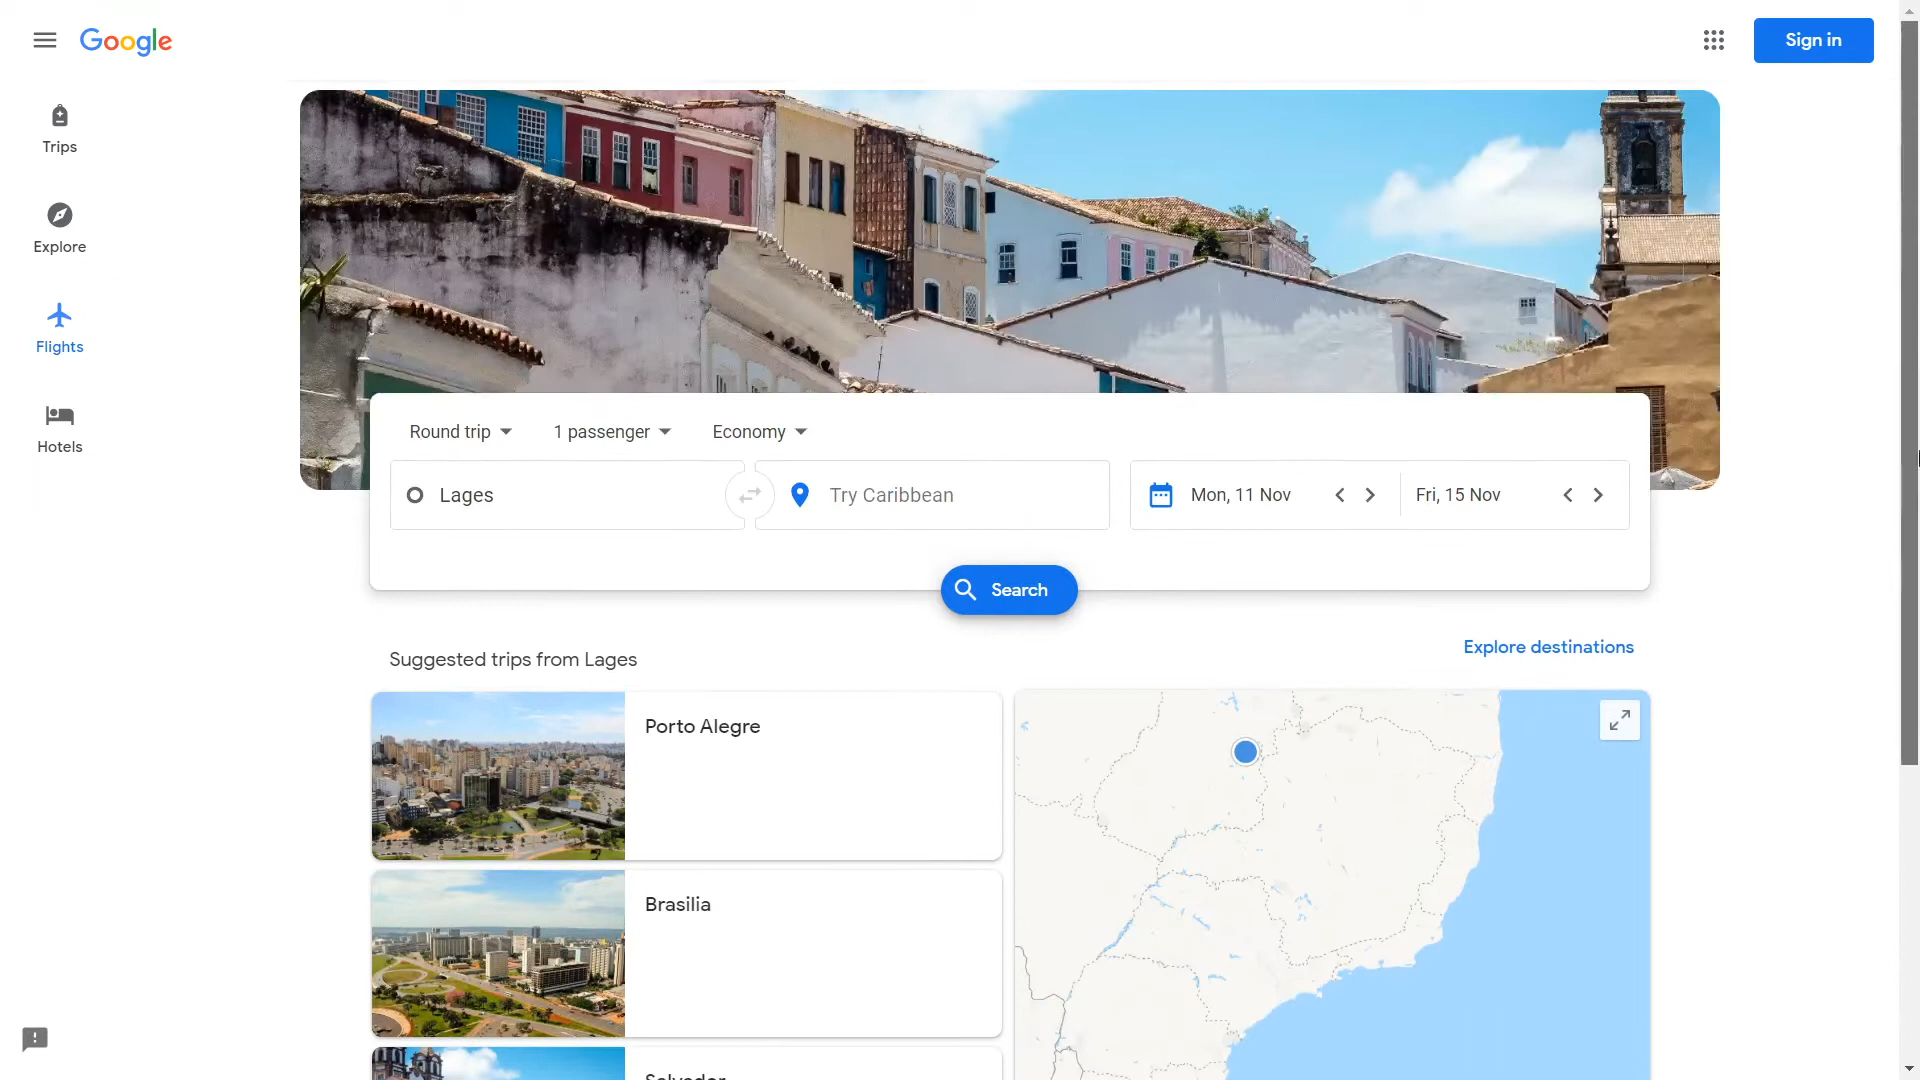 Google
Sign in
Trips
Explore
Flights
Hotels
Round trip
1 passenger
Economy
Lages
Try Caribbean
Mon, 11 Nov
Fri, 15 Nov
Search
Suggested trips from Lages
Explore destinations
Porto Alegre
Brasilia
Salvador